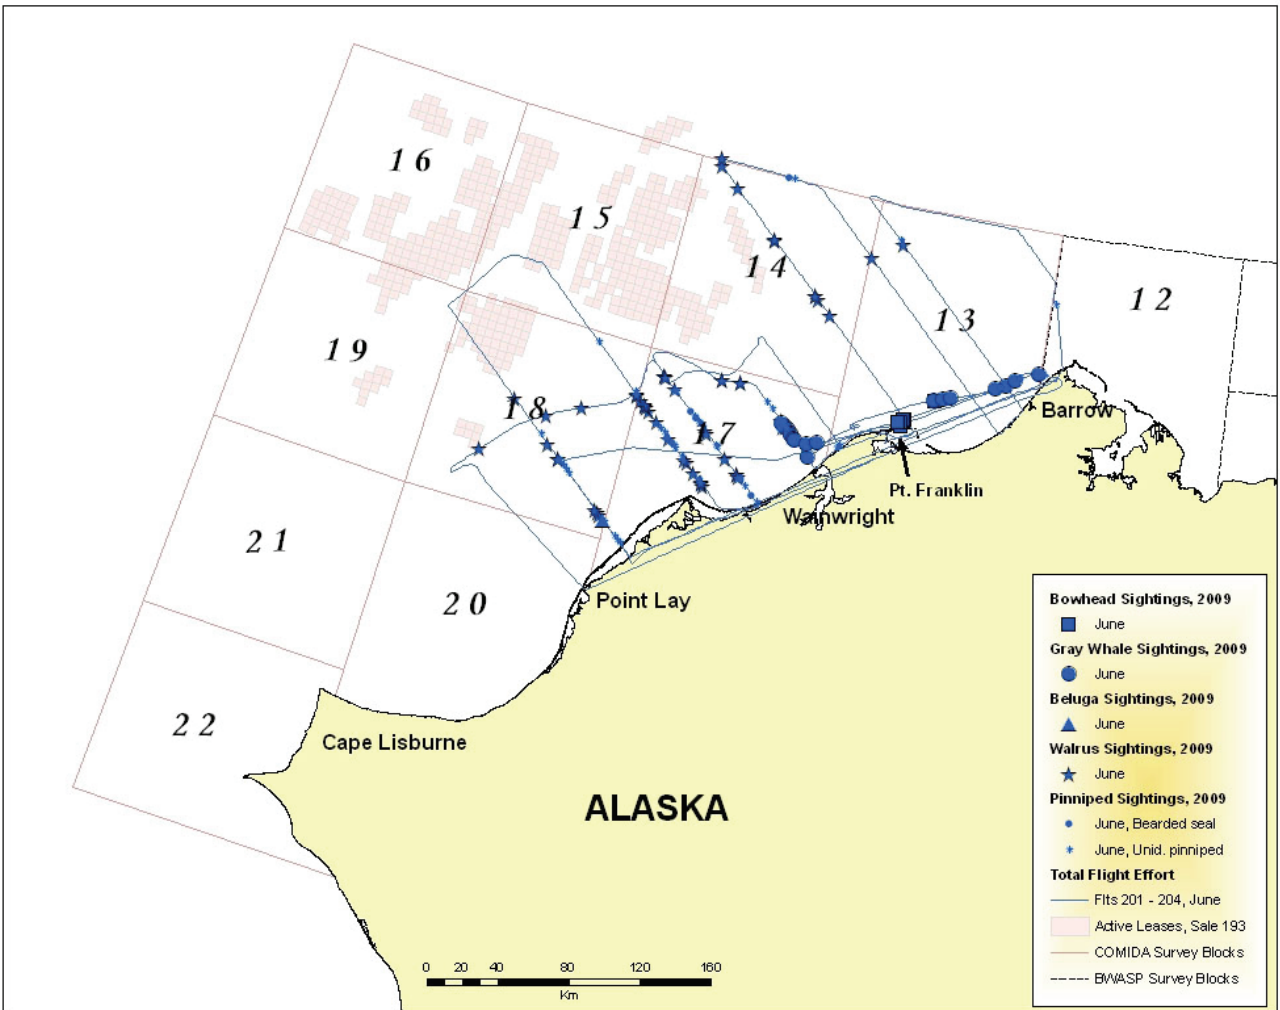 16
15
14
13
12
19
18
17
21
20
22
Barrow
Pt. Franklin
Wainwright
Point Lay
Cape Lisburne
ALASKA
0 20 40 80 120 160
Km
Bowhead Sightings, 2009
June
Gray Whale Sightings, 2009
June
Beluga Sightings, 2009
June
Walrus Sightings, 2009
June
Pinniped Sightings, 2009
June, Bearded seal
June, Unid. pinniped
Total Flight Effort
Flts 201 - 204, June
Active Leases, Sale 193
COMIDA Survey Blocks
BWASP Survey Blocks